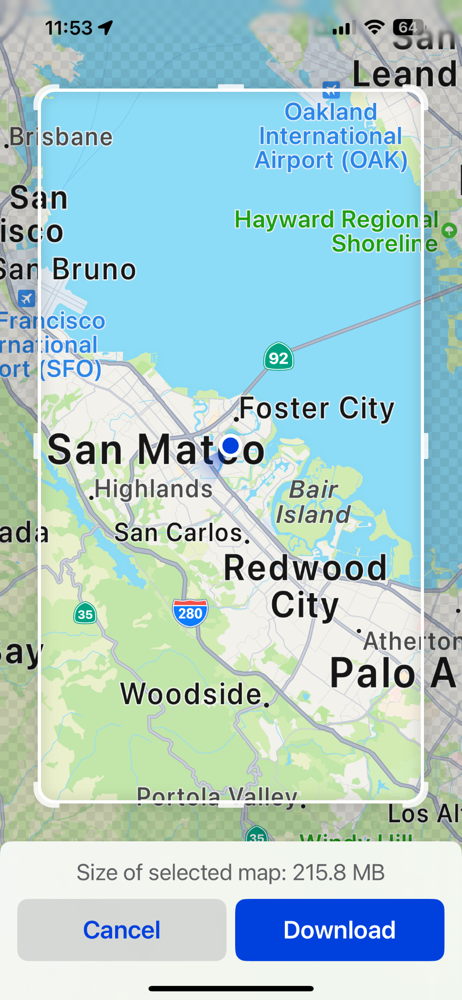 11:53
64
San
Leand
Oakland
International
Airport (OAK)
Brisbane
San
isco
Hayward Regional
Shoreline
San Bruno
Francisco
rnational
ort (SFO)
92
Foster City
San Mateo
Highlands
Bair
Island
ada
San Carlos
Redwood
City
35
280
Atherton
Bay
Palo A
Woodside
Portola Valley
Los Al
35
Windy Hill
Size of selected map: 215.8 MB
Cancel
Download